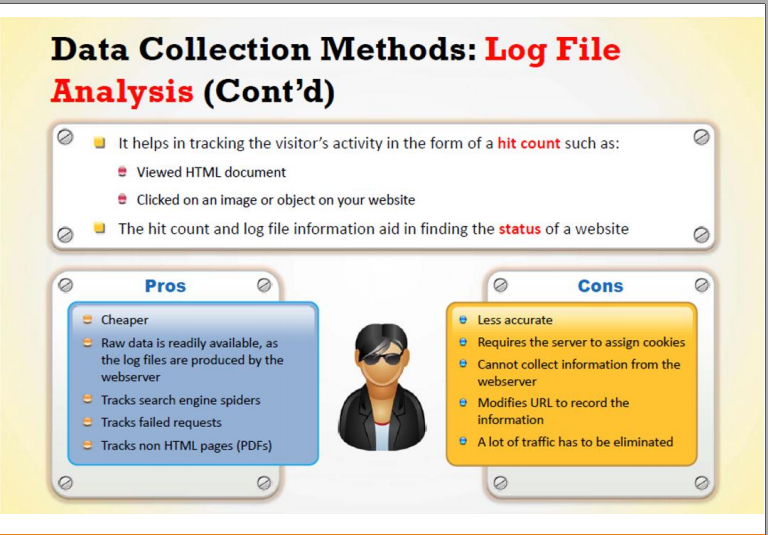 Data Collection Methods: Log File
Analysis (Cont'd)
It helps in tracking the visitor's activity in the form of a hit count such as:
Viewed HTML document
Clicked on an image or object on your website
The hit count and log file information aid in finding the status of a website
Pros
Cheaper
Raw data is readily available, as
the log files are produced by the
webserver
Tracks search engine spiders
Tracks failed requests
Tracks non HTML pages (PDFs)
Cons
Less accurate
Requires the server to assign cookies
Cannot collect information from the
webserver
Modifies URL to record the
information
A lot of traffic has to be eliminated